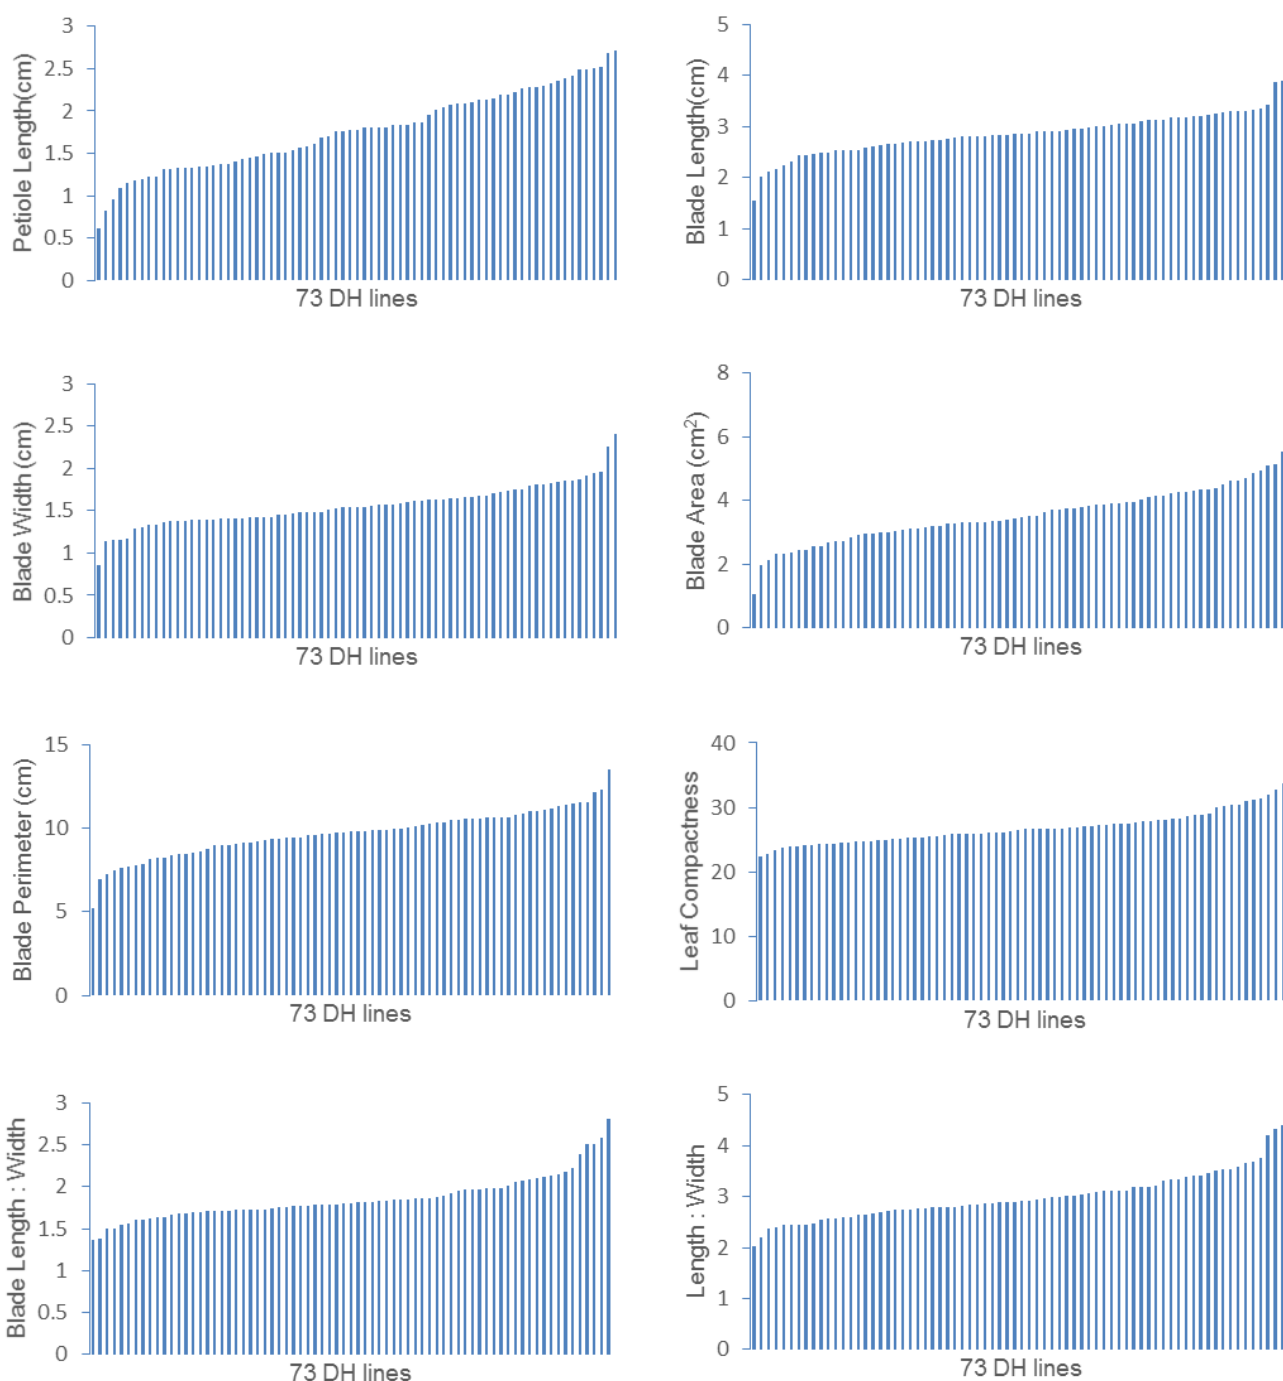 Petiole Length(cm)
3
2.5
2
1.5
1
0.5
0
73 DH lines
Blade Length(cm)
5
4
3
2
1
0
73 DH lines
Blade Width (cm)
3
2.5
2
1.5
1
0.5
0
73 DH lines
Blade Area (cm²)
8
6
4
2
0
73 DH lines
Blade Perimeter (cm)
15
10
5
0
73 DH lines
Leaf Compactness
40
30
20
10
0
73 DH lines
Blade Length : Width
3
2.5
2
1.5
1
0.5
0
73 DH lines
Length : Width
5
4
3
2
1
0
73 DH lines